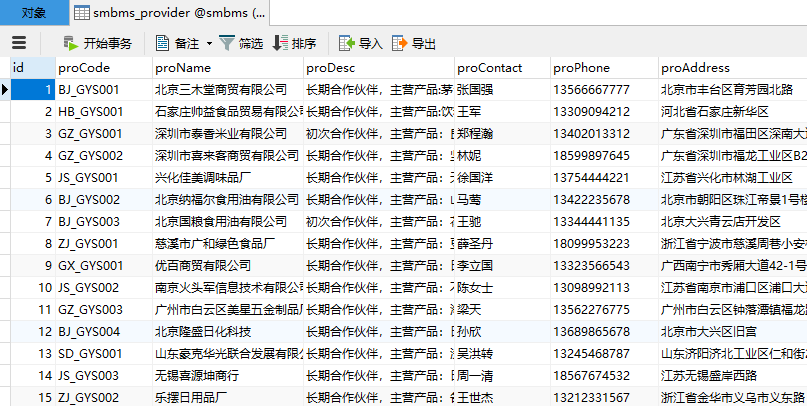 对象 smbms_provider @smbms (...
开始事务 备注 筛选 排序 导入 导出
id proCode proName proDesc proContact proPhone proAddress
1 BJ_GYS001 北京三木堂商贸有限公司 长期合作伙伴，主营产品:茅 张国强 13566667777 北京市丰台区育芳园北路
2 HB_GYS001 石家庄帅益食品贸易有限公司 长期合作伙伴，主营产品:饮 王军 13309094212 河北省石家庄新华区
3 GZ_GYS001 深圳市泰香米业有限公司 初次合作伙伴，主营产品： 郑程瀚 13402013312 广东省深圳市福田区深南大
4 GZ_GYS002 深圳市喜来客商贸有限公司 长期合作伙伴，主营产品： 林妮 18599897645 广东省深圳市福龙工业区B2
5 JS_GYS001 兴化佳美调味品厂 长期合作伙伴，主营产品： 徐国洋 13754444221 江苏省兴化市林湖工业区
6 BJ_GYS002 北京纳福尔食用油有限公司 长期合作伙伴，主营产品： 马莺 13422235678 北京市朝阳区珠江帝景1号楼
7 BJ_GYS003 北京国粮食用油有限公司 初次合作伙伴，主营产品： 王驰 13344441135 北京大兴青云店开发区
8 ZJ_GYS001 慈溪市广和绿色食品厂 长期合作伙伴，主营产品： 薛圣丹 18099953223 浙江省宁波市慈溪周巷小安
9 GX_GYS001 优百商贸有限公司 长期合作伙伴，主营产品： 李立国 13323566543 广西南宁市秀厢大道42-1号
10 JS_GYS002 南京火头军信息技术有限公司 长期合作伙伴，主营产品： 陈女士 13098992113 江苏省南京市浦口区浦口大
11 GZ_GYS003 广州市白云区美星五金制品厂 长期合作伙伴，主营产品： 梁天 13562276775 广州市白云区钟落潭镇福龙
12 BJ_GYS004 北京隆盛日化科技 长期合作伙伴，主营产品： 孙欣 13689865678 北京市大兴区旧宫
13 SD_GYS001 山东豪克华光联合发展有限公 长期合作伙伴，主营产品： 吴洪转 13245468787 山东济阳济北工业区仁和街
14 JS_GYS003 无锡喜源坤商行 长期合作伙伴，主营产品： 周一清 18567674532 江苏无锡盛岸西路
15 ZJ_GYS002 乐摆日用品厂 长期合作伙伴，主营产品： 王世杰 13212331567 浙江省金华市义乌市义东路